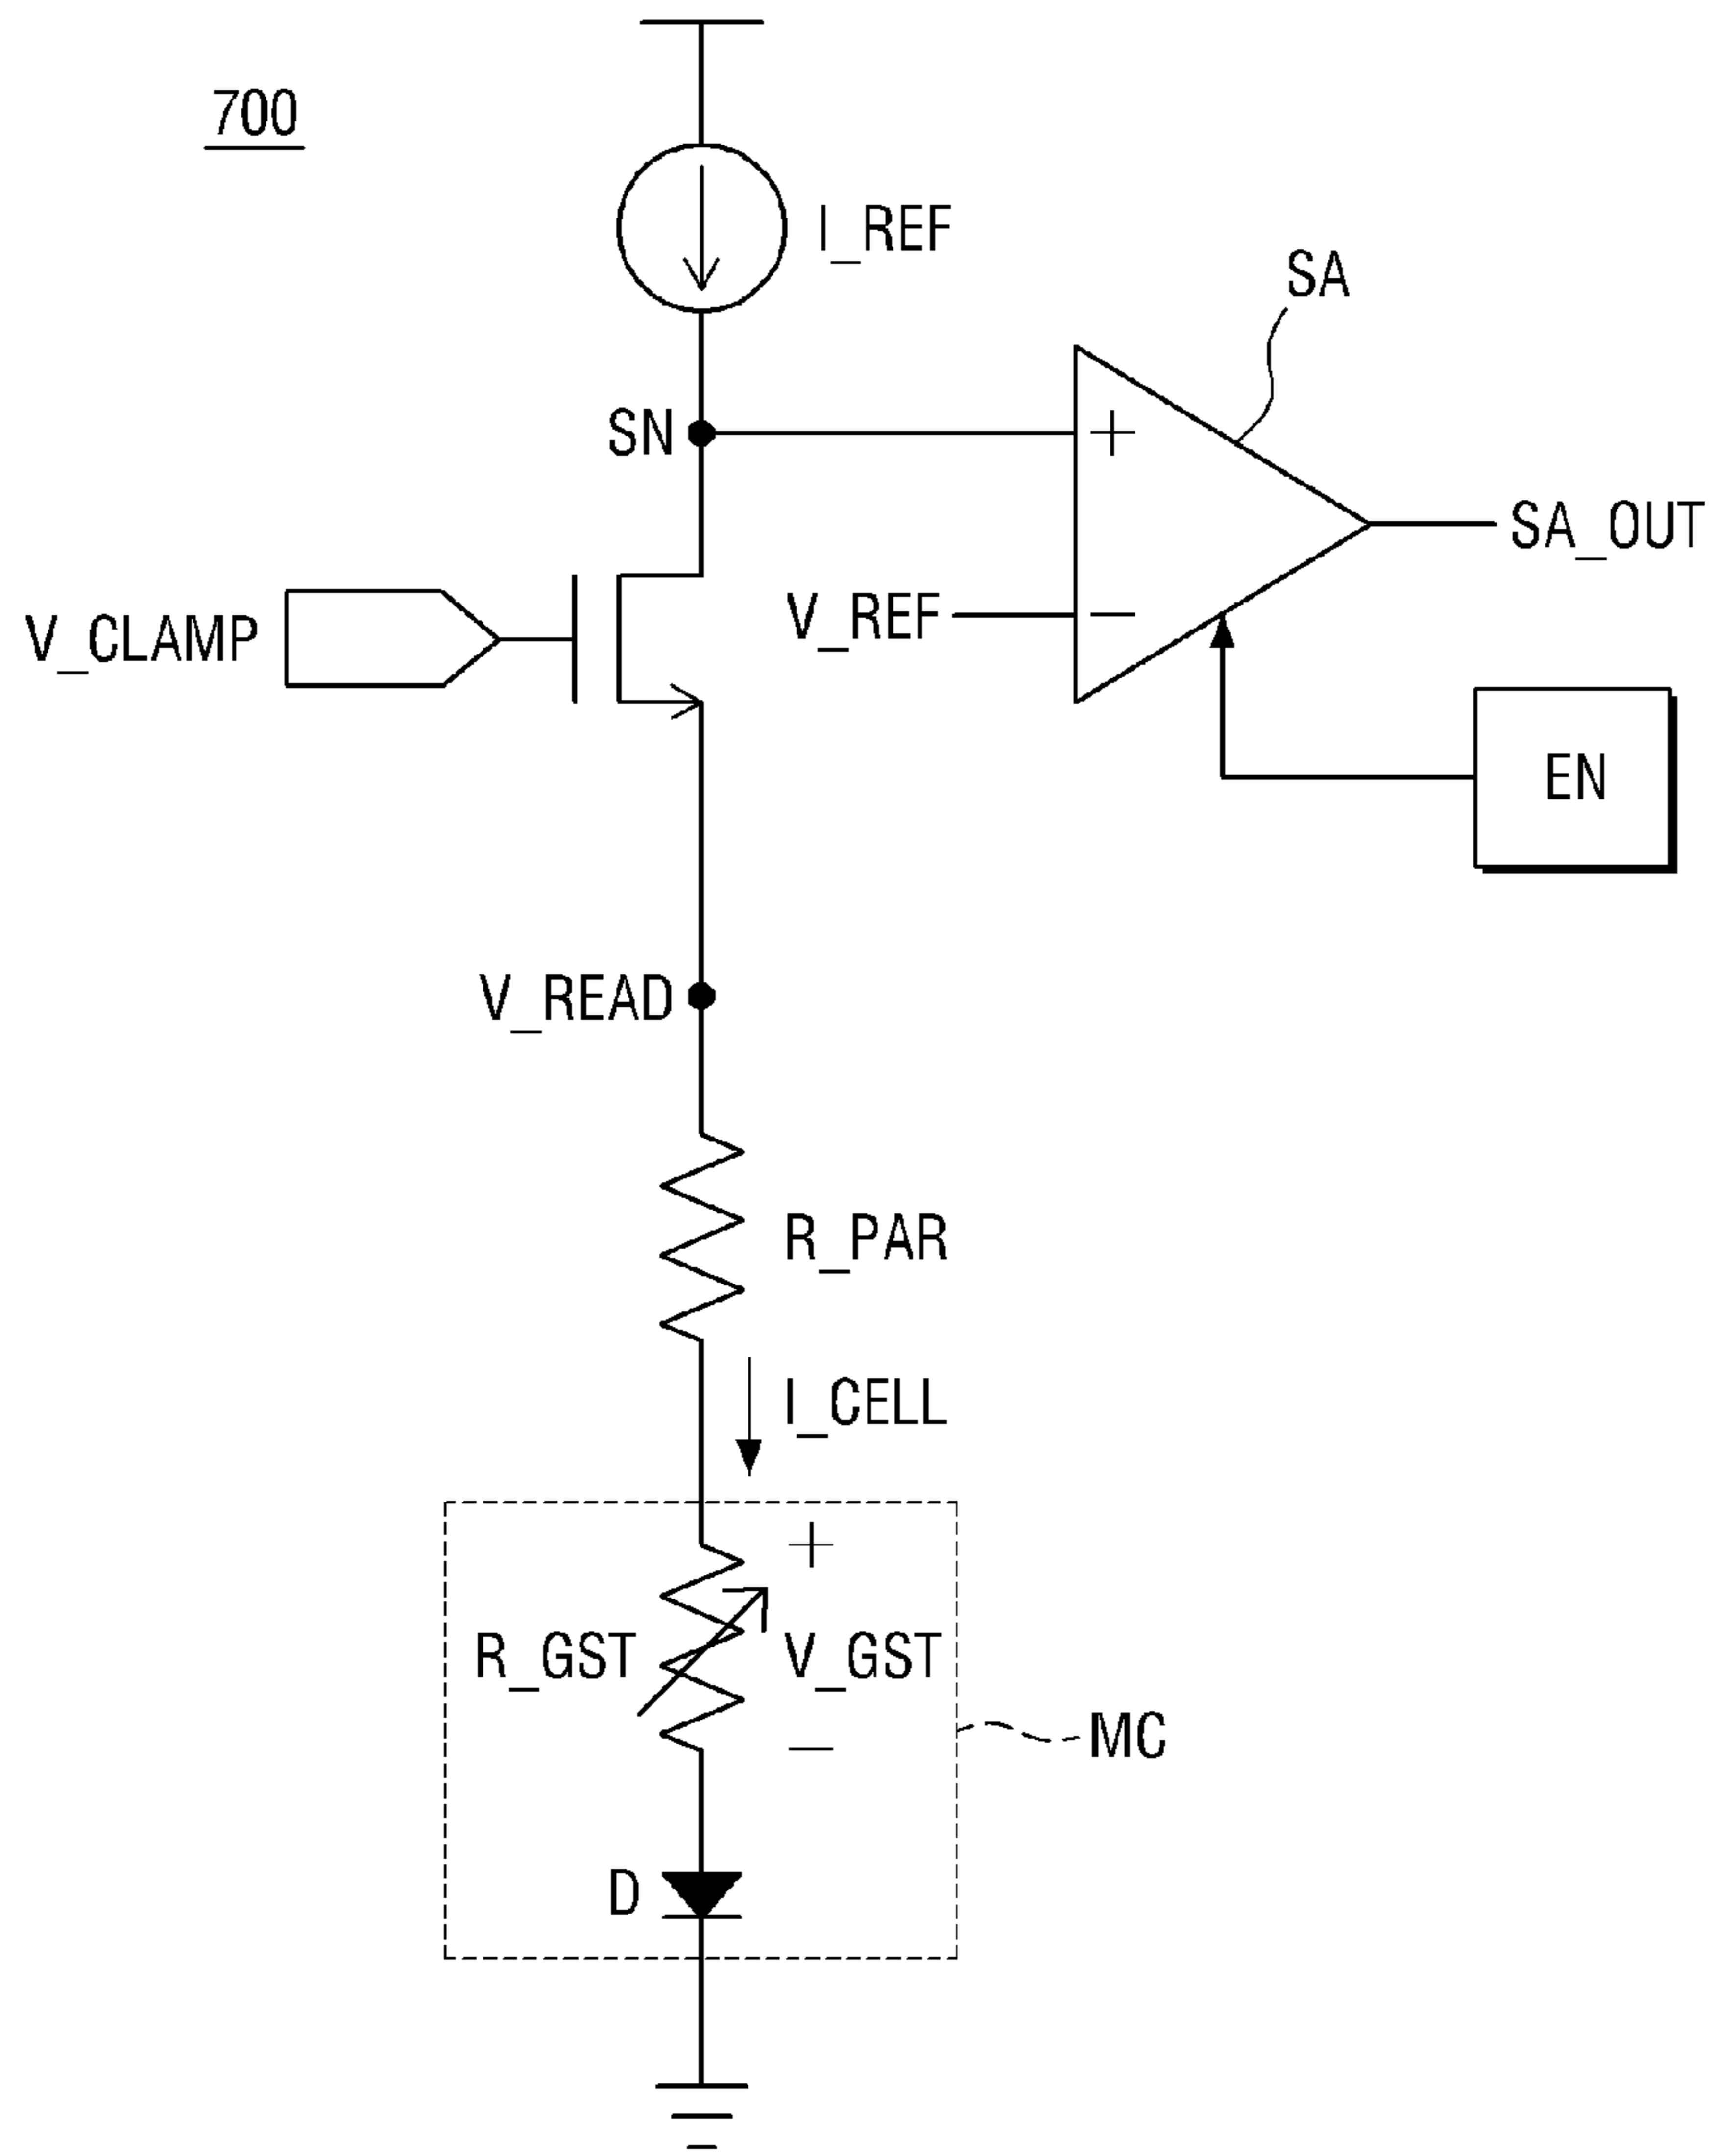 700
I_REF
SA
SN
+
SA_OUT
V_REF
−
V_CLAMP
EN
V_READ
R_PAR
I_CELL
+
R_GST
V_GST
−
MC
D